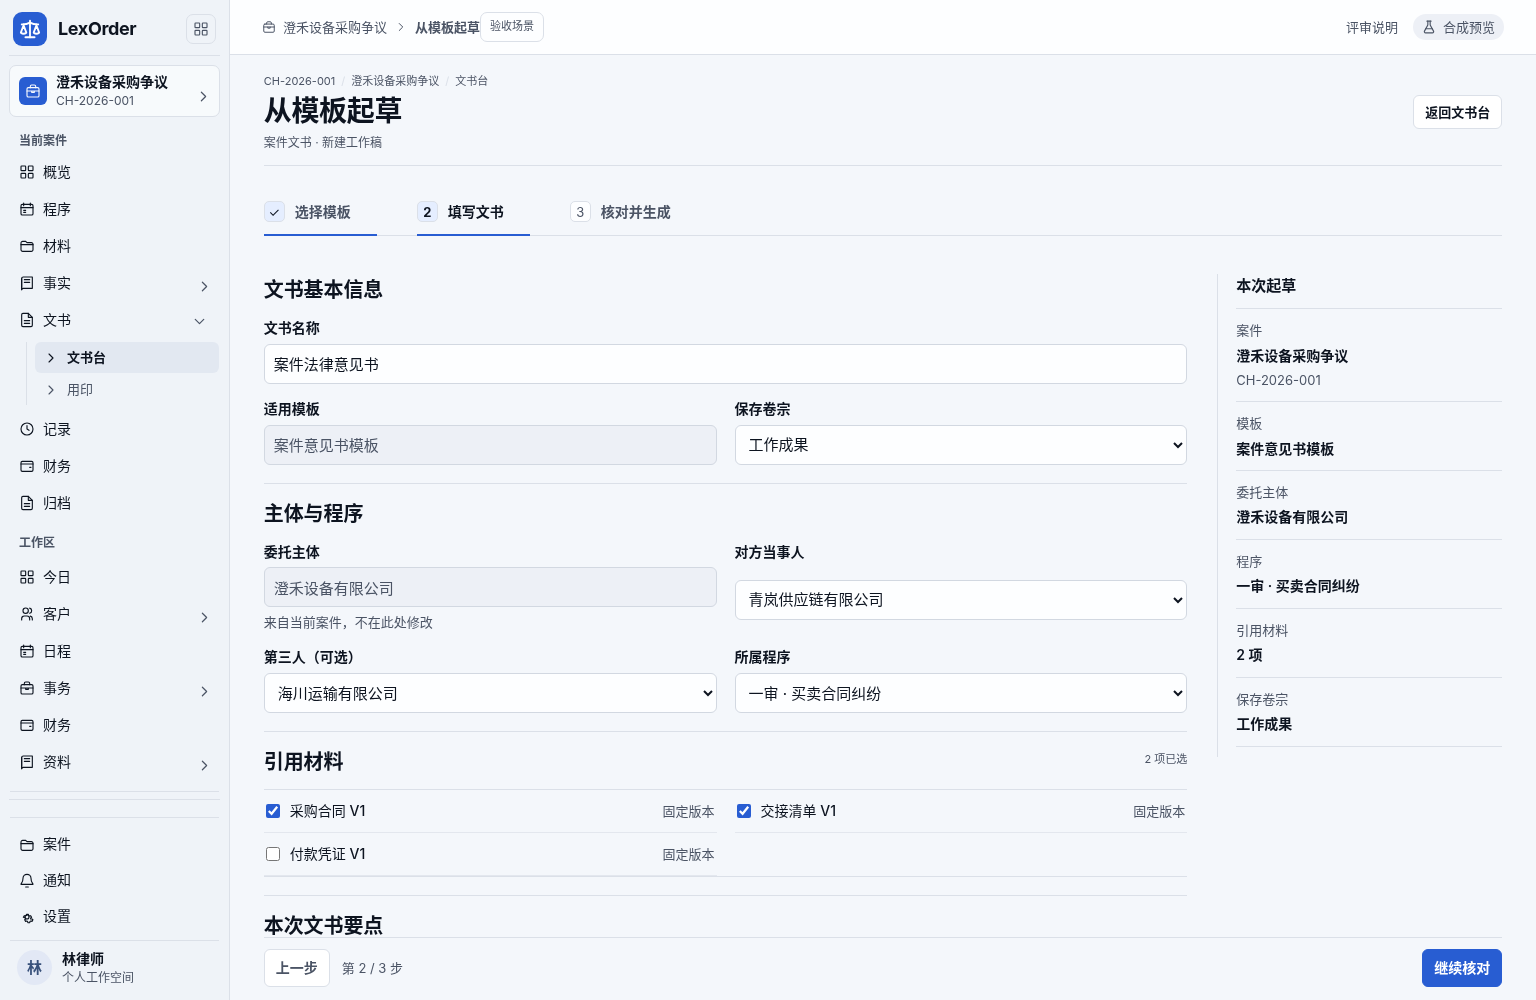 LexOrder
澄禾设备采购争议
CH-2026-001
当前案件
概览
程序
材料
事实
文书
文书台
用印
记录
财务
归档
工作区
今日
客户
日程
事务
财务
资料
案件
通知
设置
林
林律师
个人工作空间
澄禾设备采购争议 从模板起草 验收场景
评审说明 合成预览
CH-2026-001 / 澄禾设备采购争议 / 文书台
从模板起草
案件文书 · 新建工作稿
返回文书台
选择模板 2 填写文书 3 核对并生成
文书基本信息
文书名称
案件法律意见书
适用模板 保存卷宗
案件意见书模板 工作成果
主体与程序
委托主体 对方当事人
澄禾设备有限公司 青岚供应链有限公司
来自当前案件，不在此处修改
第三人（可选） 所属程序
海川运输有限公司 一审 · 买卖合同纠纷
引用材料 2 项已选
采购合同 V1 固定版本 交接清单 V1 固定版本
付款凭证 V1 固定版本
本次文书要点
上一步 第 2 / 3 步 继续核对
本次起草
案件
澄禾设备采购争议
CH-2026-001
模板
案件意见书模板
委托主体
澄禾设备有限公司
程序
一审 · 买卖合同纠纷
引用材料
2 项
保存卷宗
工作成果